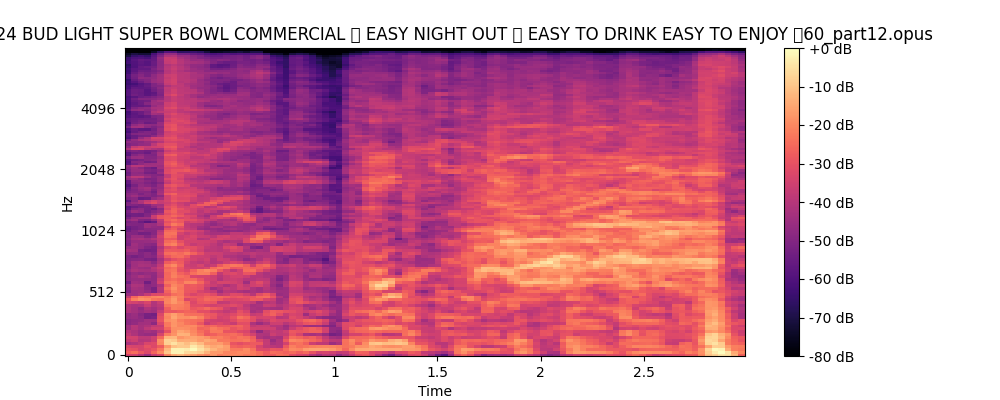 24 BUD LIGHT SUPER BOWL COMMERCIAL ▯ EASY NIGHT OUT ▯ EASY TO DRINK EASY TO ENJOY ▯60_part12.opus
+0 dB
4096
-10 dB
-20 dB
2048
-30 dB
Hz
1024
-40 dB
-50 dB
512
-60 dB
-70 dB
0
-80 dB
0 0.5 1 1.5 2 2.5
Time